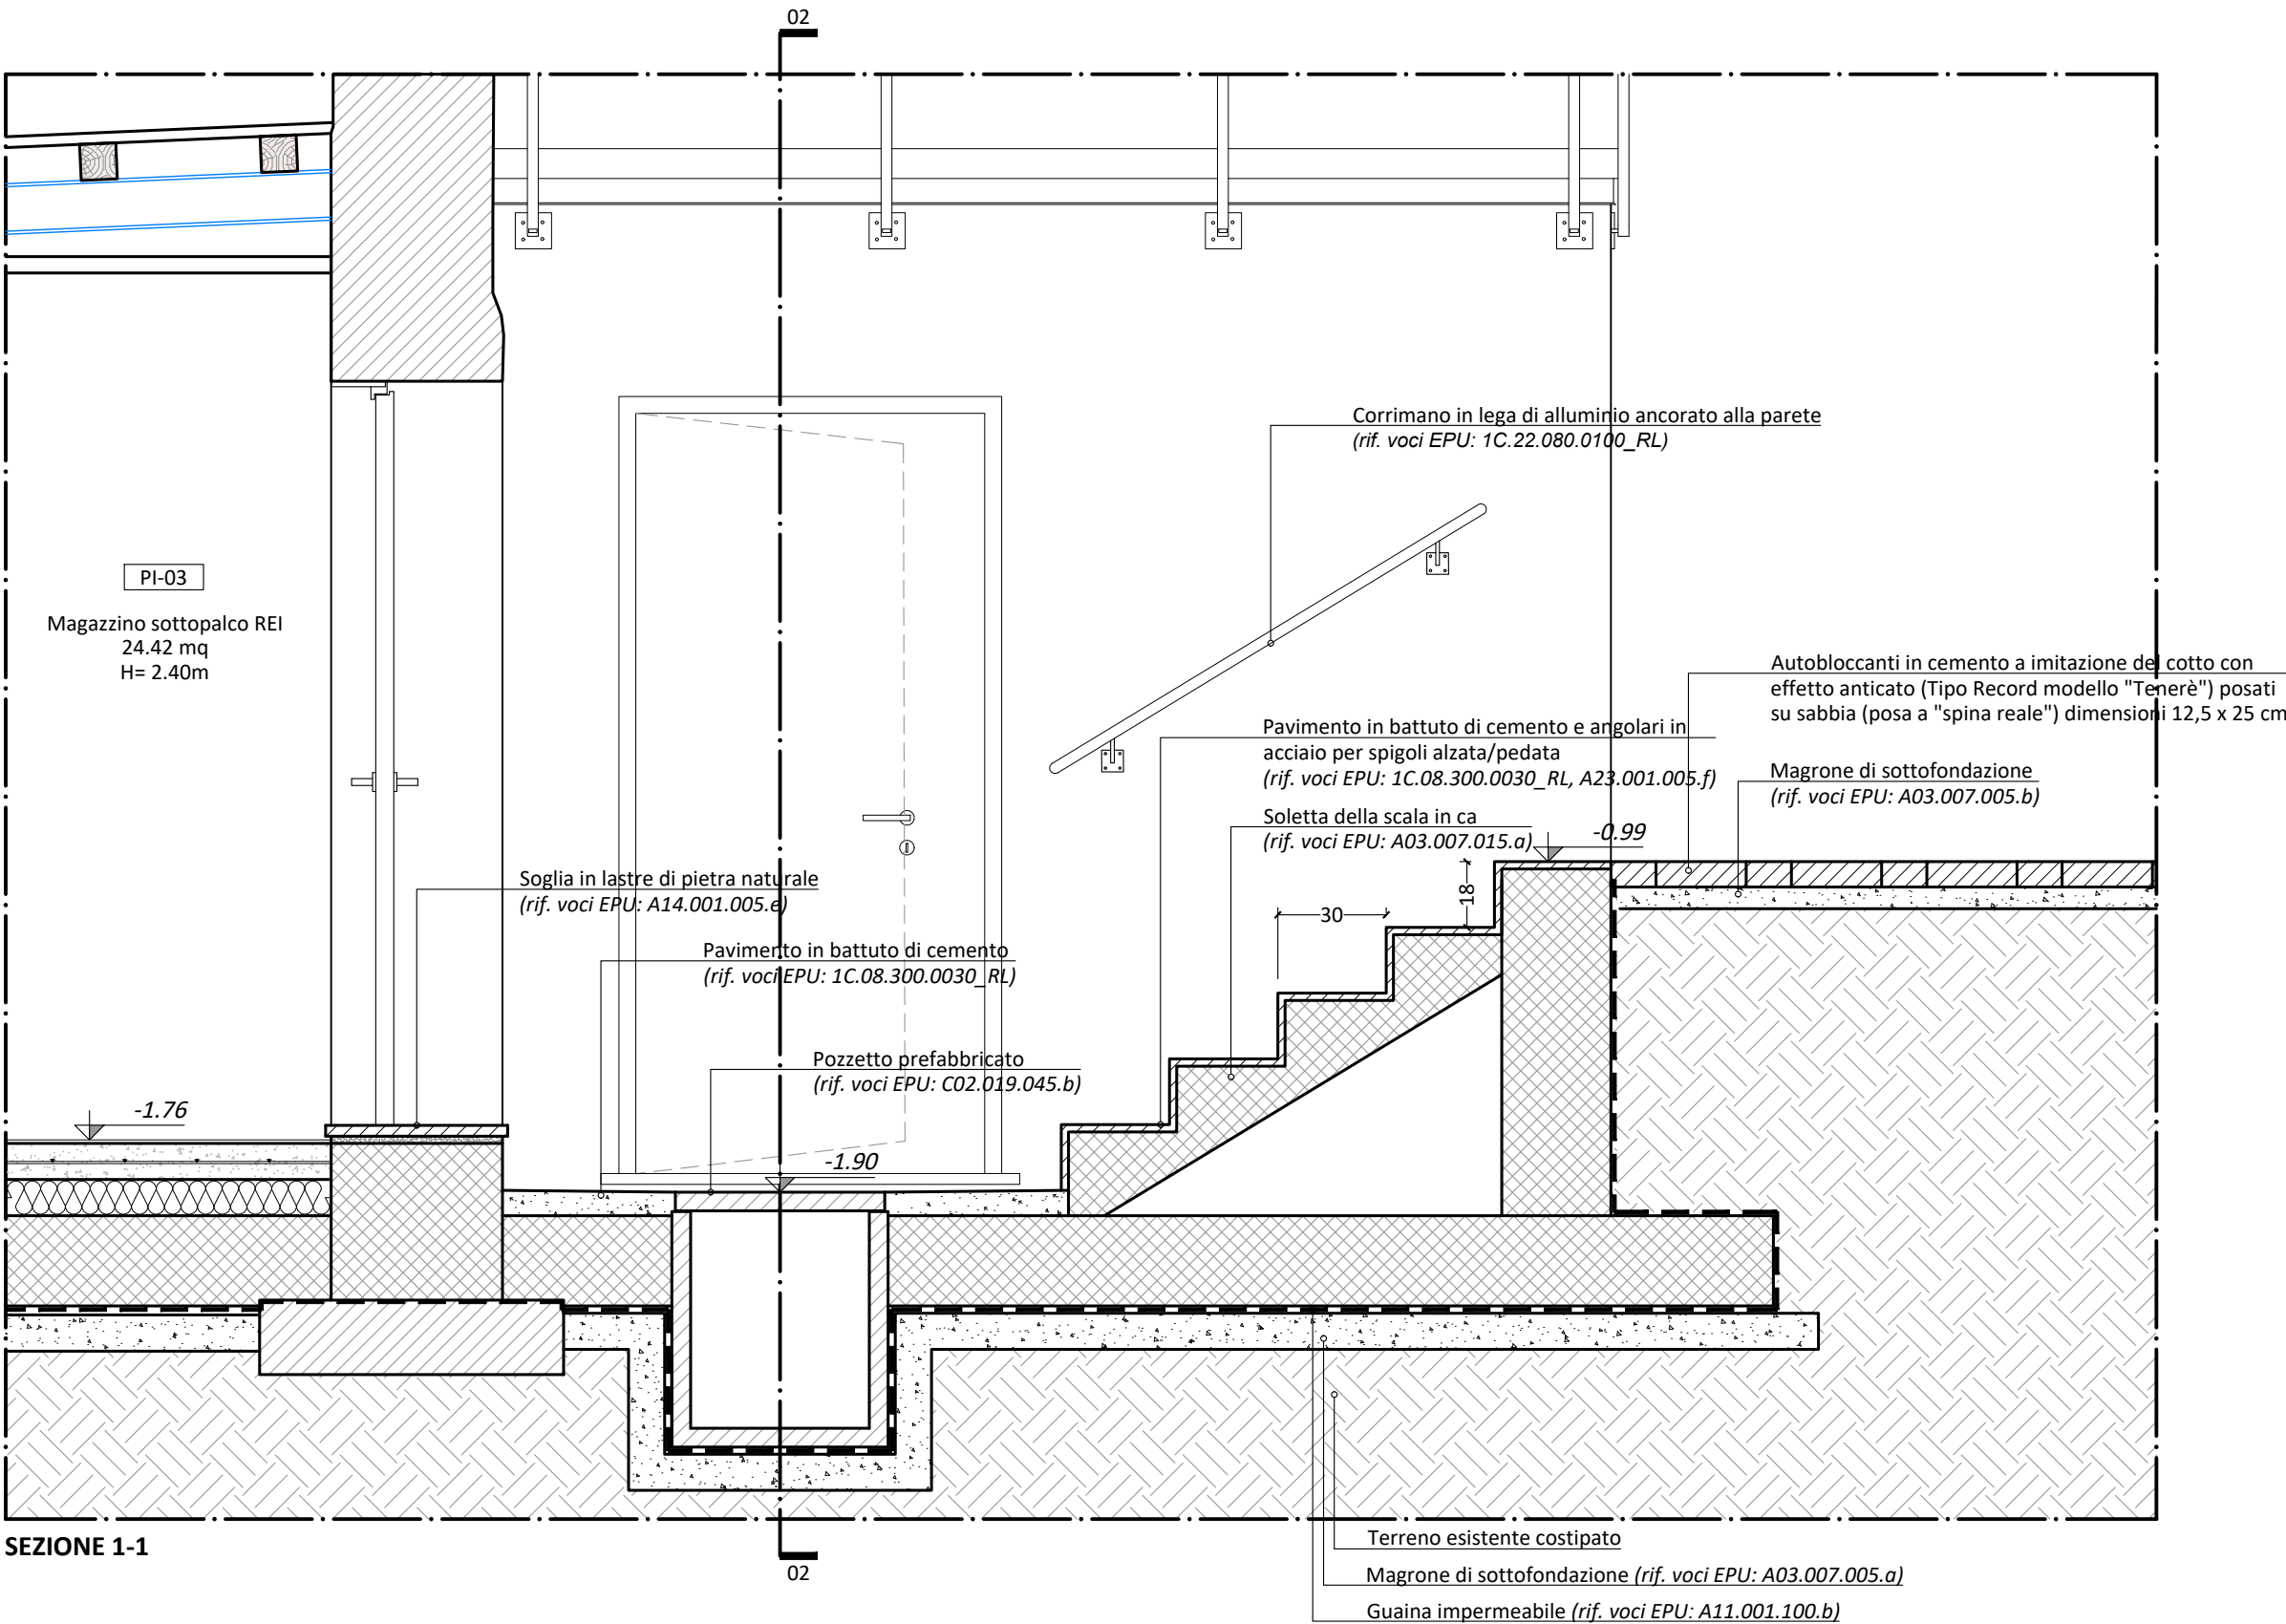 02
Corrimano in lega di alluminio ancorato alla parete
(rif. voci EPU: 1C.22.080.0100_RL)
PI-03
Magazzino sottopalco REI
24.42 mq
H= 2.40m
Autobloccanti in cemento a imitazione del cotto con
effetto anticato (Tipo Record modello "Tenerè") posati
su sabbia (posa a "spina reale") dimensioni 12,5 x 25 cm
Pavimento in battuto di cemento e angolari in
acciaio per spigoli alzata/pedata
(rif. voci EPU: 1C.08.300.0030_RL, A23.001.005.f)
Magrone di sottofondazione
(rif. voci EPU: A03.007.005.b)
Soletta della scala in ca
(rif. voci EPU: A03.007.015.a)
-0.99
Soglia in lastre di pietra naturale
(rif. voci EPU: A14.001.005.e)
18
30
Pavimento in battuto di cemento
(rif. voci EPU: 1C.08.300.0030_RL)
Pozzetto prefabbricato
(rif. voci EPU: C02.019.045.b)
-1.76
-1.90
SEZIONE 1-1
02
Terreno esistente costipato
Magrone di sottofondazione (rif. voci EPU: A03.007.005.a)
Guaina impermeabile (rif. voci EPU: A11.001.100.b)